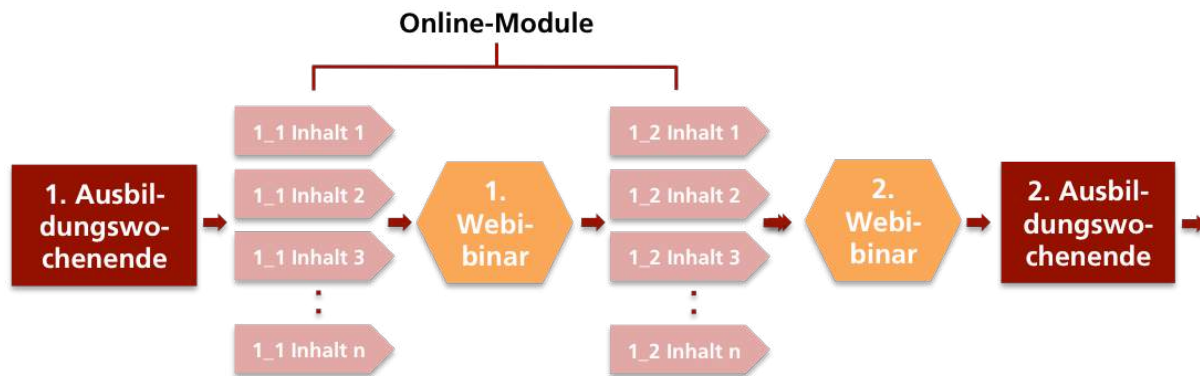 Online-Module
1. Ausbil-
dungswo-
chenende
1_1 Inhalt 1
1_1 Inhalt 2
1_1 Inhalt 3
:
1_1 Inhalt n
1.
Webi-
binar
1_2 Inhalt 1
1_2 Inhalt 2
1_2 Inhalt 3
:
1_2 Inhalt n
2.
Webi-
binar
2. Ausbil-
dungswo-
chenende